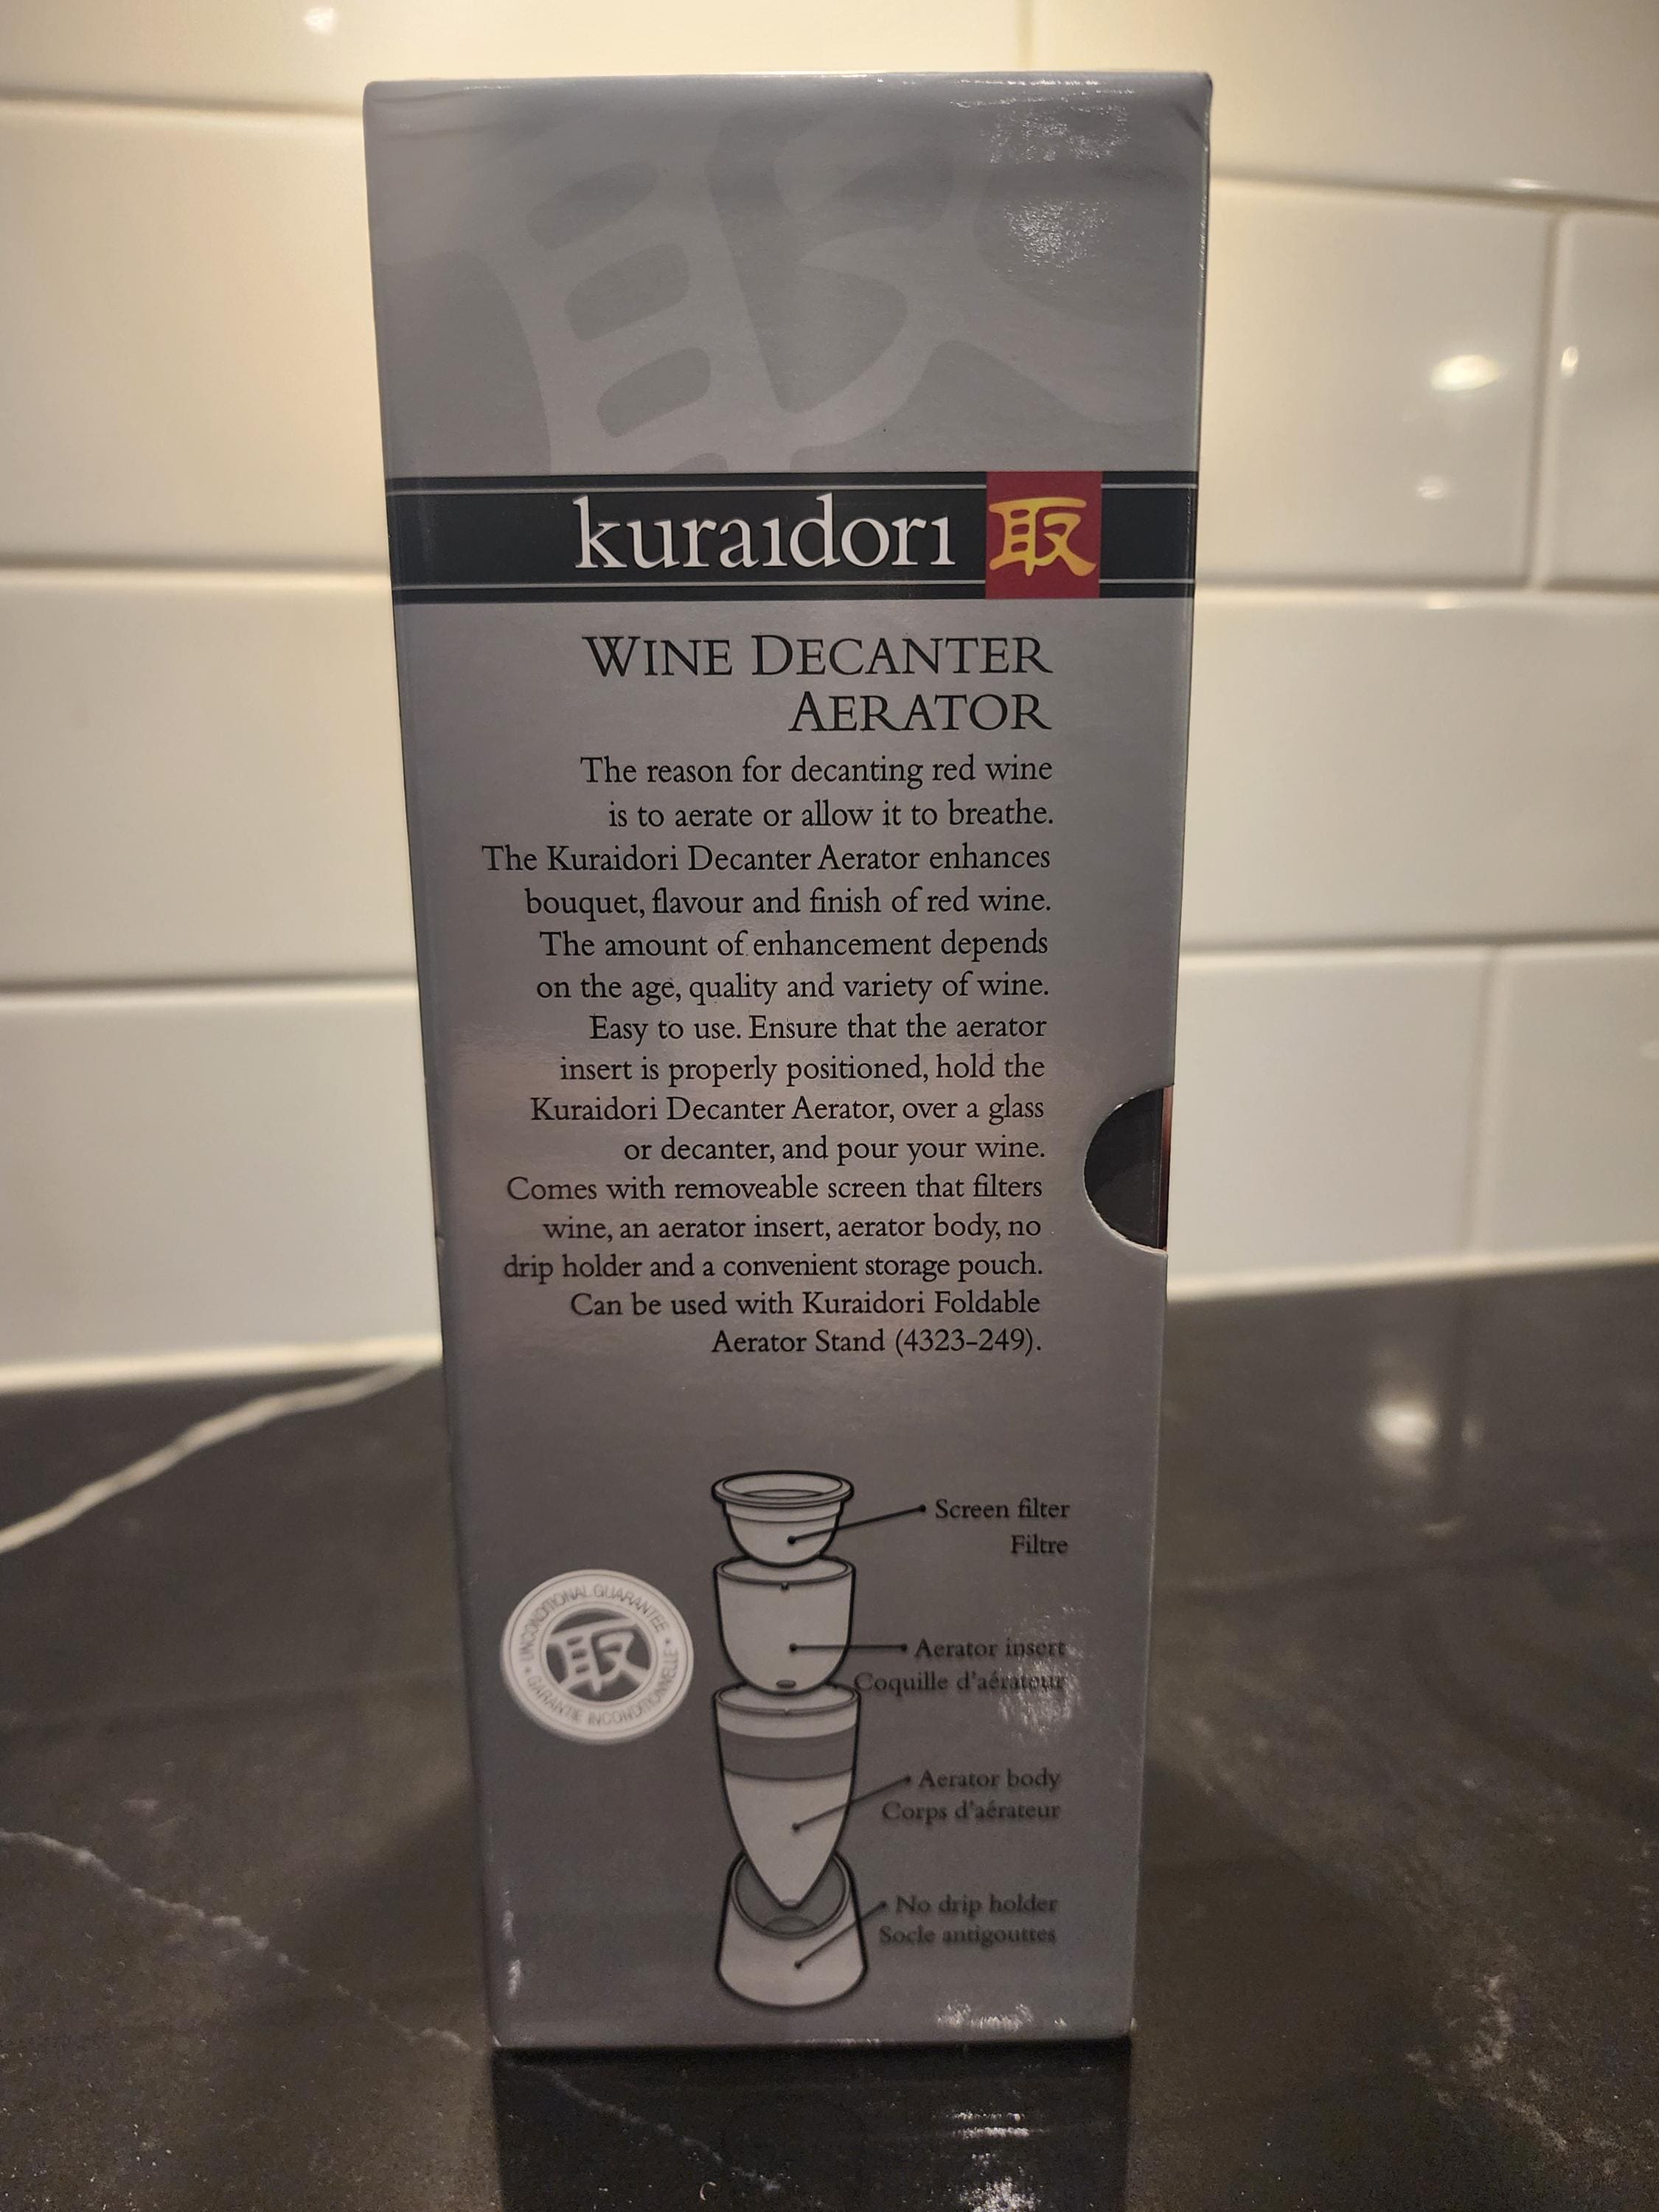 kuraidori 取
WINE DECANTER
AERATOR
The reason for decanting red wine
is to aerate or allow it to breathe.
The Kuraidori Decanter Aerator enhances
bouquet, flavour and finish of red wine.
The amount of enhancement depends
on the age, quality and variety of wine.
Easy to use. Ensure that the aerator
insert is properly positioned, hold the
Kuraidori Decanter Aerator, over a glass
or decanter, and pour your wine.
Comes with removeable screen that filters
wine, an aerator insert, aerator body, no
drip holder and a convenient storage pouch.
Can be used with Kuraidori Foldable
Aerator Stand (4323-249).
Screen filter
Filtre
UNCONDITIONAL GUARANTEE
取
GARANTIE INCONDITIONNELLE
Aerator insert
Coquille d'aérateur
Aerator body
Corps d'aérateur
No drip holder
Socle antigouttes